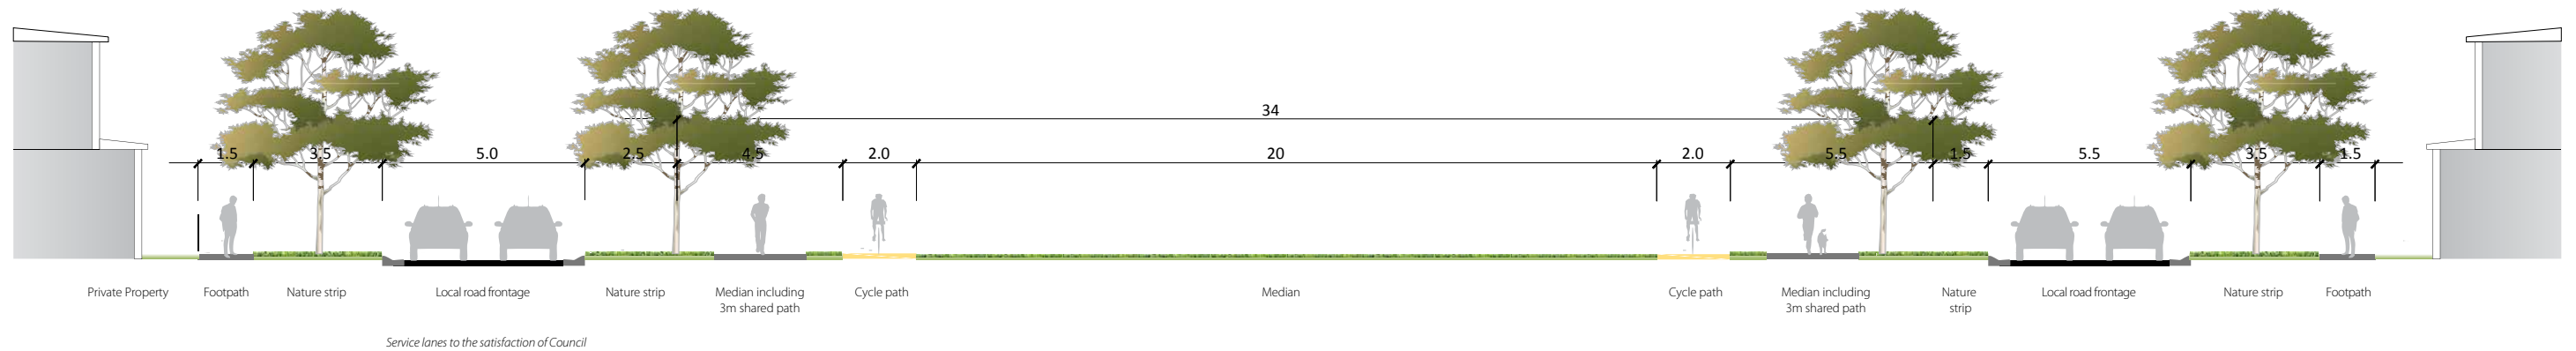 34
1.5 3.5 5.0 2.5 4.5 2.0 20 2.0 5.5 1.5 5.5 3.5 1.5
Private Property Footpath Nature strip Local road frontage Nature strip Median including Cycle path Median Cycle path Median including Nature Local road frontage Nature strip Footpath
3m shared path 3m shared path strip
Service lanes to the satisfaction of Council